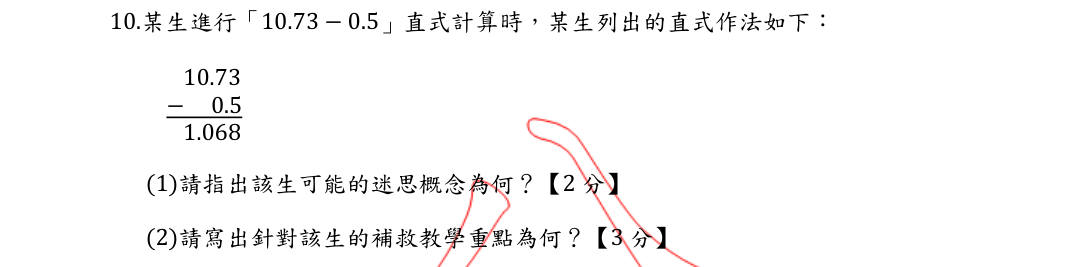 10.某生進行「10.73 − 0.5」直式計算時，某生列出的直式作法如下：
10.73
−    0.5
1.068
(1)請指出該生可能的迷思概念為何？【2 分】
(2)請寫出針對該生的補救教學重點為何？【3 分】